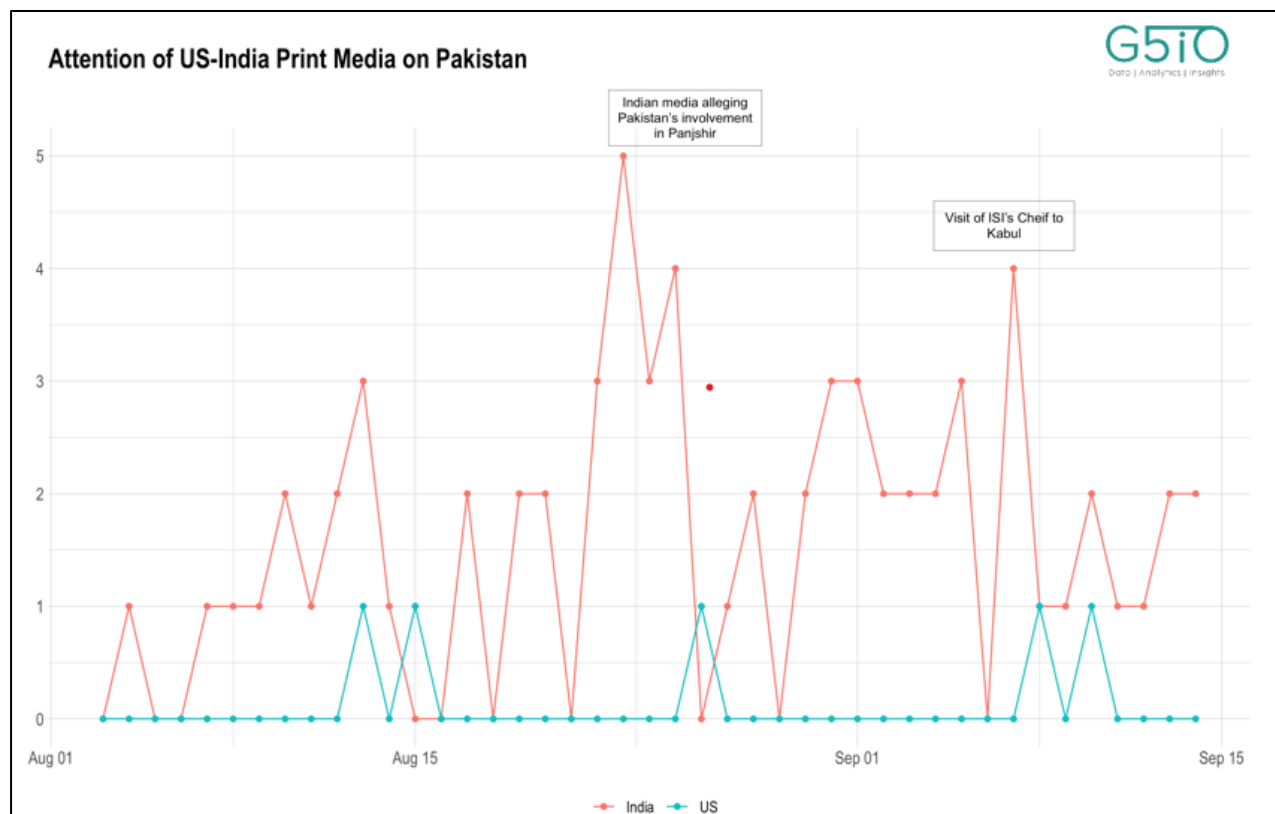 Attention of US-India Print Media on Pakistan
G5iO
Data | Analytics | Insights
Indian media alleging
Pakistan's involvement
in Panjshir
Visit of ISI's Cheif to
Kabul
5
4
3
2
1
0
Aug 01
Aug 15
Sep 01
Sep 15
India
US